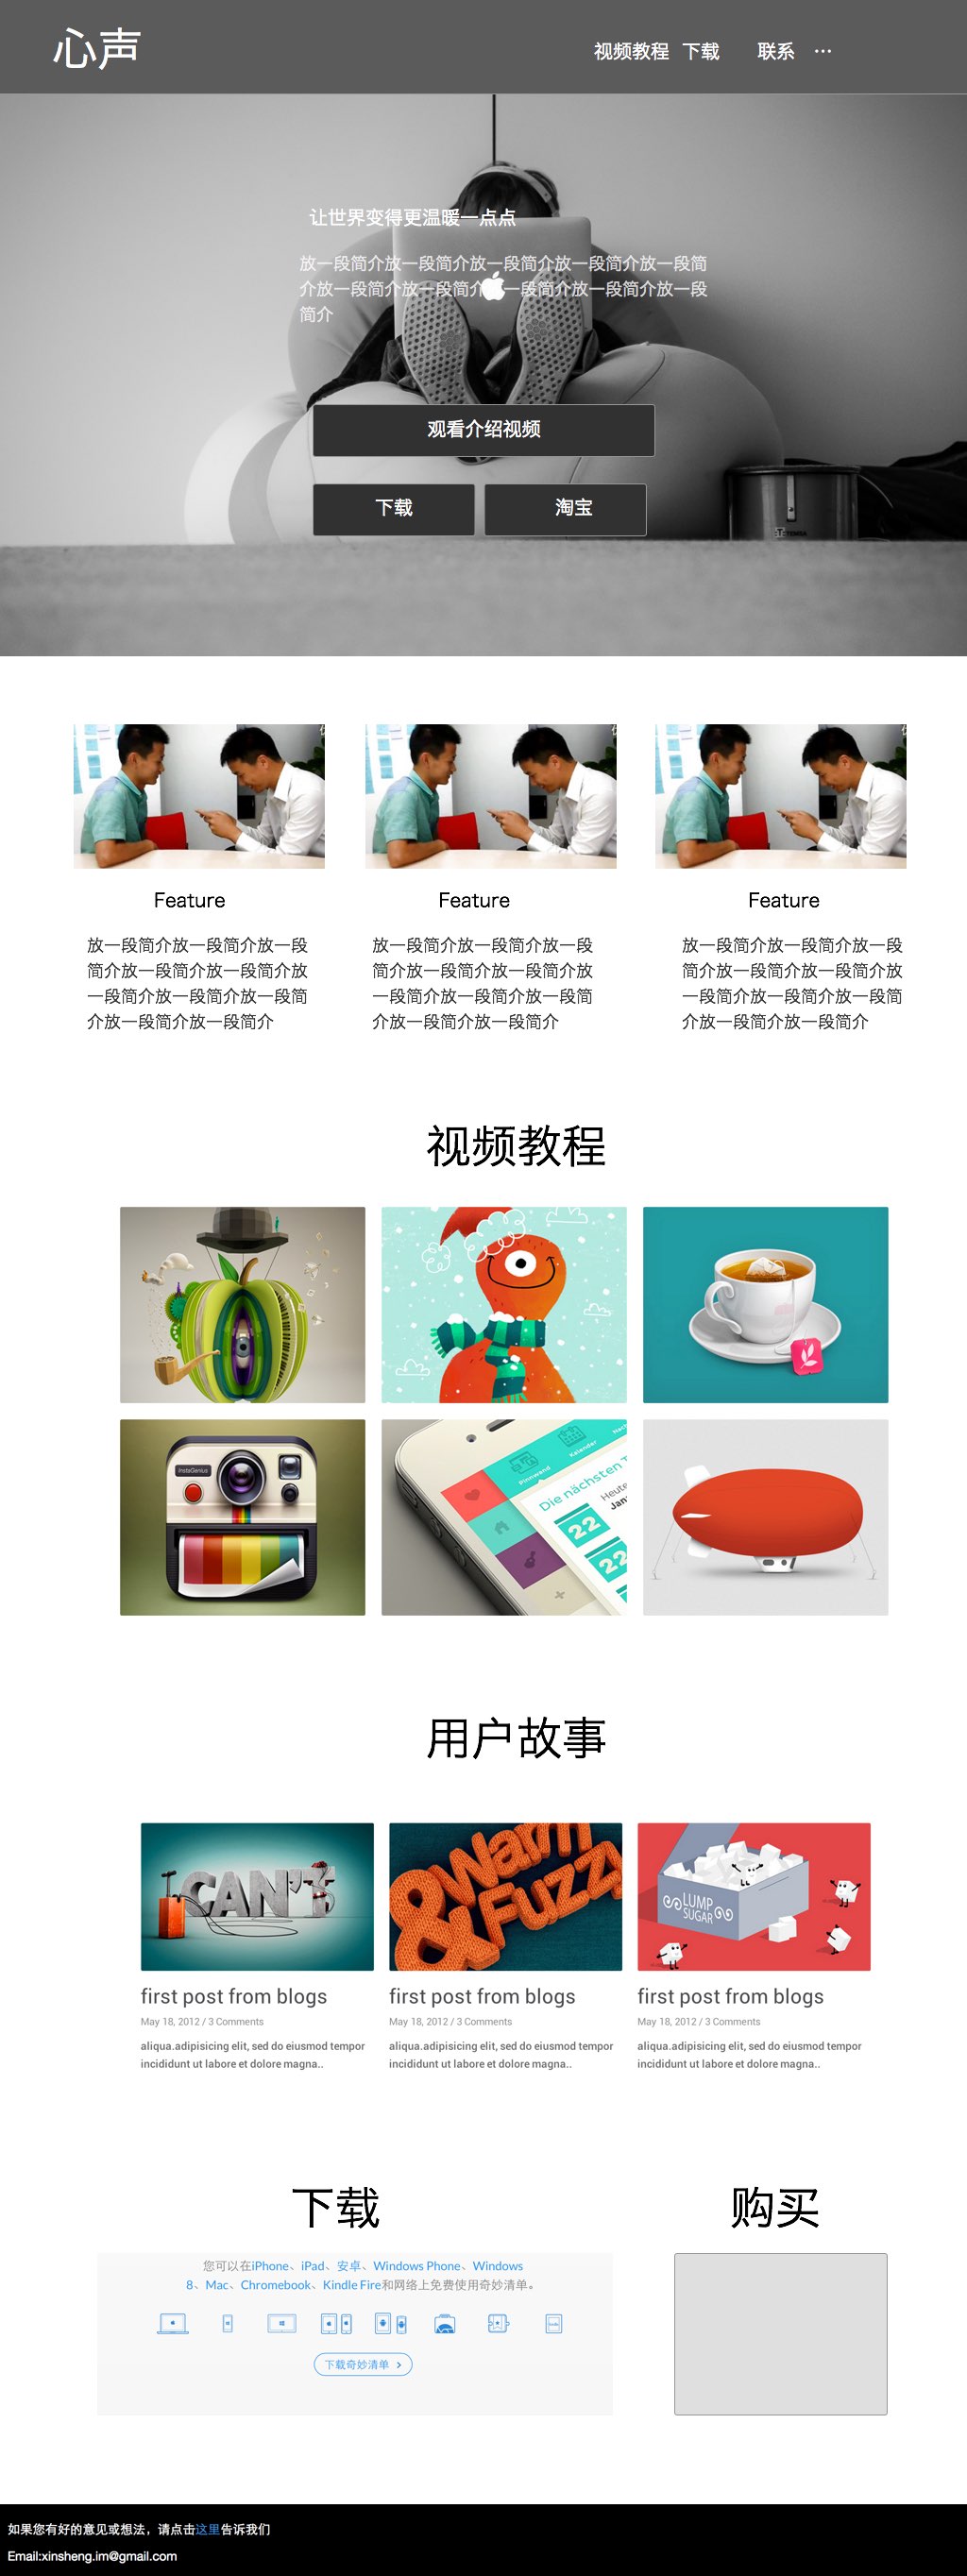 心声
视频教程 下载 联系 ···
让世界变得更温暖一点点
放一段简介放一段简介放一段简介放一段简介放一段简
介放一段简介放一段简介放一段简介放一段简介放一段
简介
观看介绍视频
下载 淘宝
Feature Feature Feature
放一段简介放一段简介放一段
简介放一段简介放一段简介放
一段简介放一段简介放一段简
介放一段简介放一段简介
放一段简介放一段简介放一段
简介放一段简介放一段简介放
一段简介放一段简介放一段简
介放一段简介放一段简介
放一段简介放一段简介放一段
简介放一段简介放一段简介放
一段简介放一段简介放一段简
介放一段简介放一段简介
视频教程
InstaGenius
Pinnwand
Kalender
Die nächsten T
Heute
Jan
22
22
用户故事
CAN'T
&Warm
Fuzzy
LUMP
SUGAR
first post from blogs
May 18, 2012 / 3 Comments
aliqua.adipisicing elit, sed do eiusmod tempor
incididunt ut labore et dolore magna..
first post from blogs
May 18, 2012 / 3 Comments
aliqua.adipisicing elit, sed do eiusmod tempor
incididunt ut labore et dolore magna..
first post from blogs
May 18, 2012 / 3 Comments
aliqua.adipisicing elit, sed do eiusmod tempor
incididunt ut labore et dolore magna..
下载 购买
您可以在iPhone、iPad、安卓、Windows Phone、Windows
8、Mac、Chromebook、Kindle Fire和网络上免费使用奇妙清单。
下载奇妙清单 >
如果您有好的意见或想法，请点击这里告诉我们
Email:xinsheng.im@gmail.com